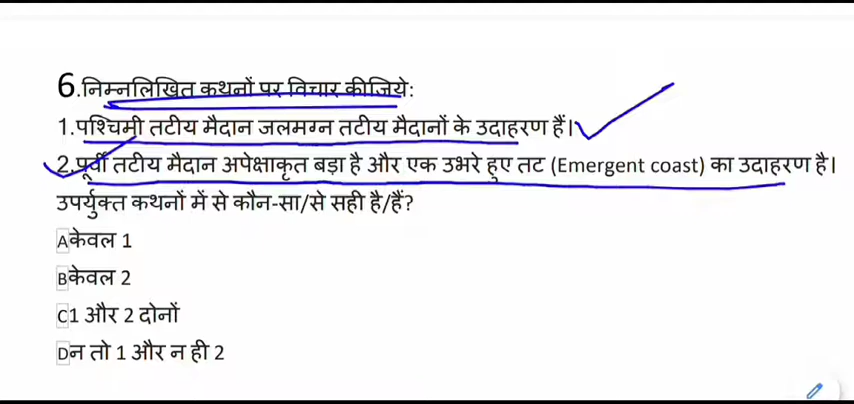 6.निम्नलिखित कथनों पर विचार कीजिये:
1.पश्चिमी तटीय मैदान जलमग्न तटीय मैदानों के उदाहरण हैं।
2.पूर्वी तटीय मैदान अपेक्षाकृत बड़ा है और एक उभरे हुए तट (Emergent coast) का उदाहरण है।
उपर्युक्त कथनों में से कौन-सा/से सही है/हैं?
Aकेवल 1
Bकेवल 2
C1 और 2 दोनों
Dन तो 1 और न ही 2